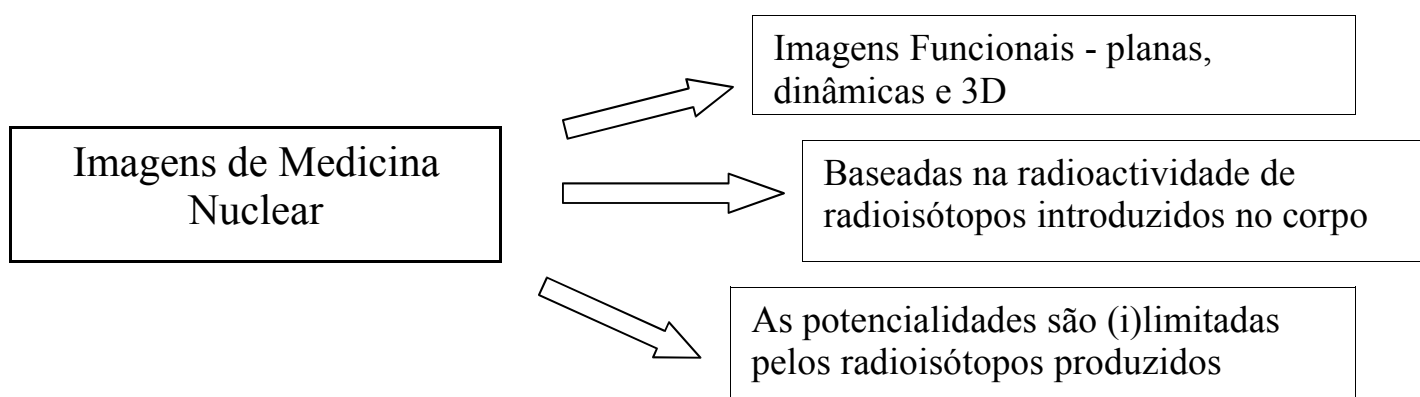 Imagens de Medicina
Nuclear
Imagens Funcionais - planas,
dinâmicas e 3D
Baseadas na radioactividade de
radioisótopos introduzidos no corpo
As potencialidades são (i)limitadas
pelos radioisótopos produzidos